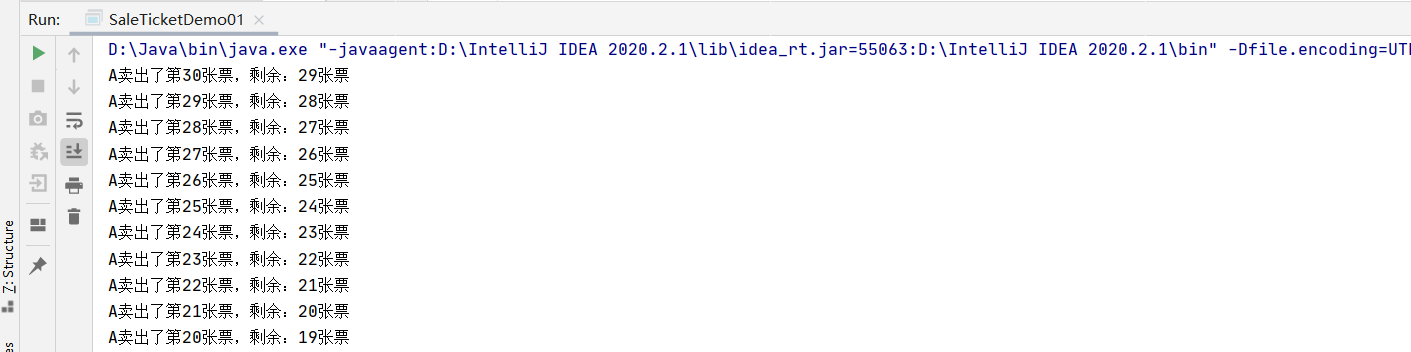 Run: SaleTicketDemo01
D:\Java\bin\java.exe "-javaagent:D:\IntelliJ IDEA 2020.2.1\lib\idea_rt.jar=55063:D:\IntelliJ IDEA 2020.2.1\bin" -Dfile.encoding=UT
A卖出了第30张票，剩余：29张票
A卖出了第29张票，剩余：28张票
A卖出了第28张票，剩余：27张票
A卖出了第27张票，剩余：26张票
A卖出了第26张票，剩余：25张票
A卖出了第25张票，剩余：24张票
A卖出了第24张票，剩余：23张票
A卖出了第23张票，剩余：22张票
A卖出了第22张票，剩余：21张票
A卖出了第21张票，剩余：20张票
A卖出了第20张票，剩余：19张票
Z: Structure